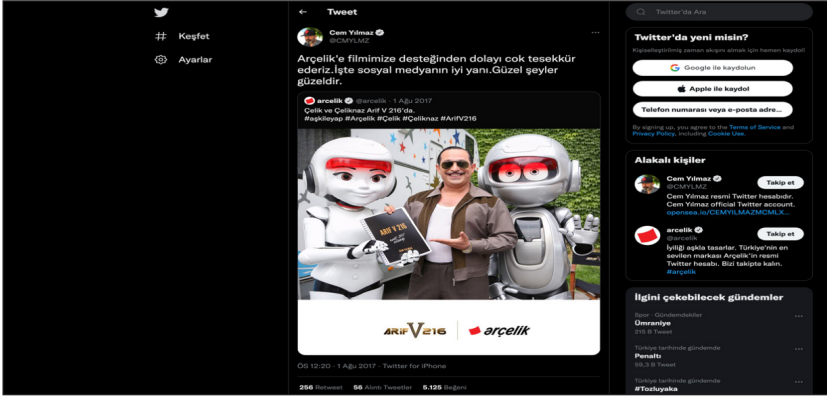 Tweet
Twitter'da Ara
Keşfet
Ayarlar
Cem Yılmaz
@CMYLMZ
Arçelik'e filmimize desteğinden dolayı cok tesekkür
ederiz.İşte sosyal medyanın iyi yanı.Güzel şeyler
güzeldir.
arcelik @arcelik · 1 Ağu 2017
Çelik ve Çeliknaz Arif V 216'da.
#aşkileyap #Arçelik #Çelik #Çeliknaz #ArifV216
ARİF V 216
ARİF V 216 arçelik
ÖS 12:20 · 1 Ağu 2017 · Twitter for iPhone
256 Retweet 56 Alıntı Tweetler 5.125 Beğeni
Twitter'da yeni misin?
Kişiselleştirilmiş zaman akışını almak için hemen kaydol!
Google ile kaydolun
Apple ile kaydol
Telefon numarası veya e-posta adre...
By signing up, you agree to the Terms of Service and
Privacy Policy, including Cookie Use.
Alakalı kişiler
Cem Yılmaz
@CMYLMZ
Takip et
Cem Yılmaz resmi Twitter hesabıdır.
Cem Yılmaz official Twitter account.
opensea.io/CEMYILMAZMCMLX...
arcelik
@arcelik
Takip et
İyiliği aşkla tasarlar. Türkiye'nin en
sevilen markası Arçelik'in resmi
Twitter hesabı. Bizi takipte kalın.
#arçelik
İlgini çekebilecek gündemler
Spor · Gündemdekiler
Ümraniye
215 B Tweet
Türkiye tarihinde gündemde
Penaltı
59,3 B Tweet
Türkiye tarihinde gündemde
#Tozluyaka